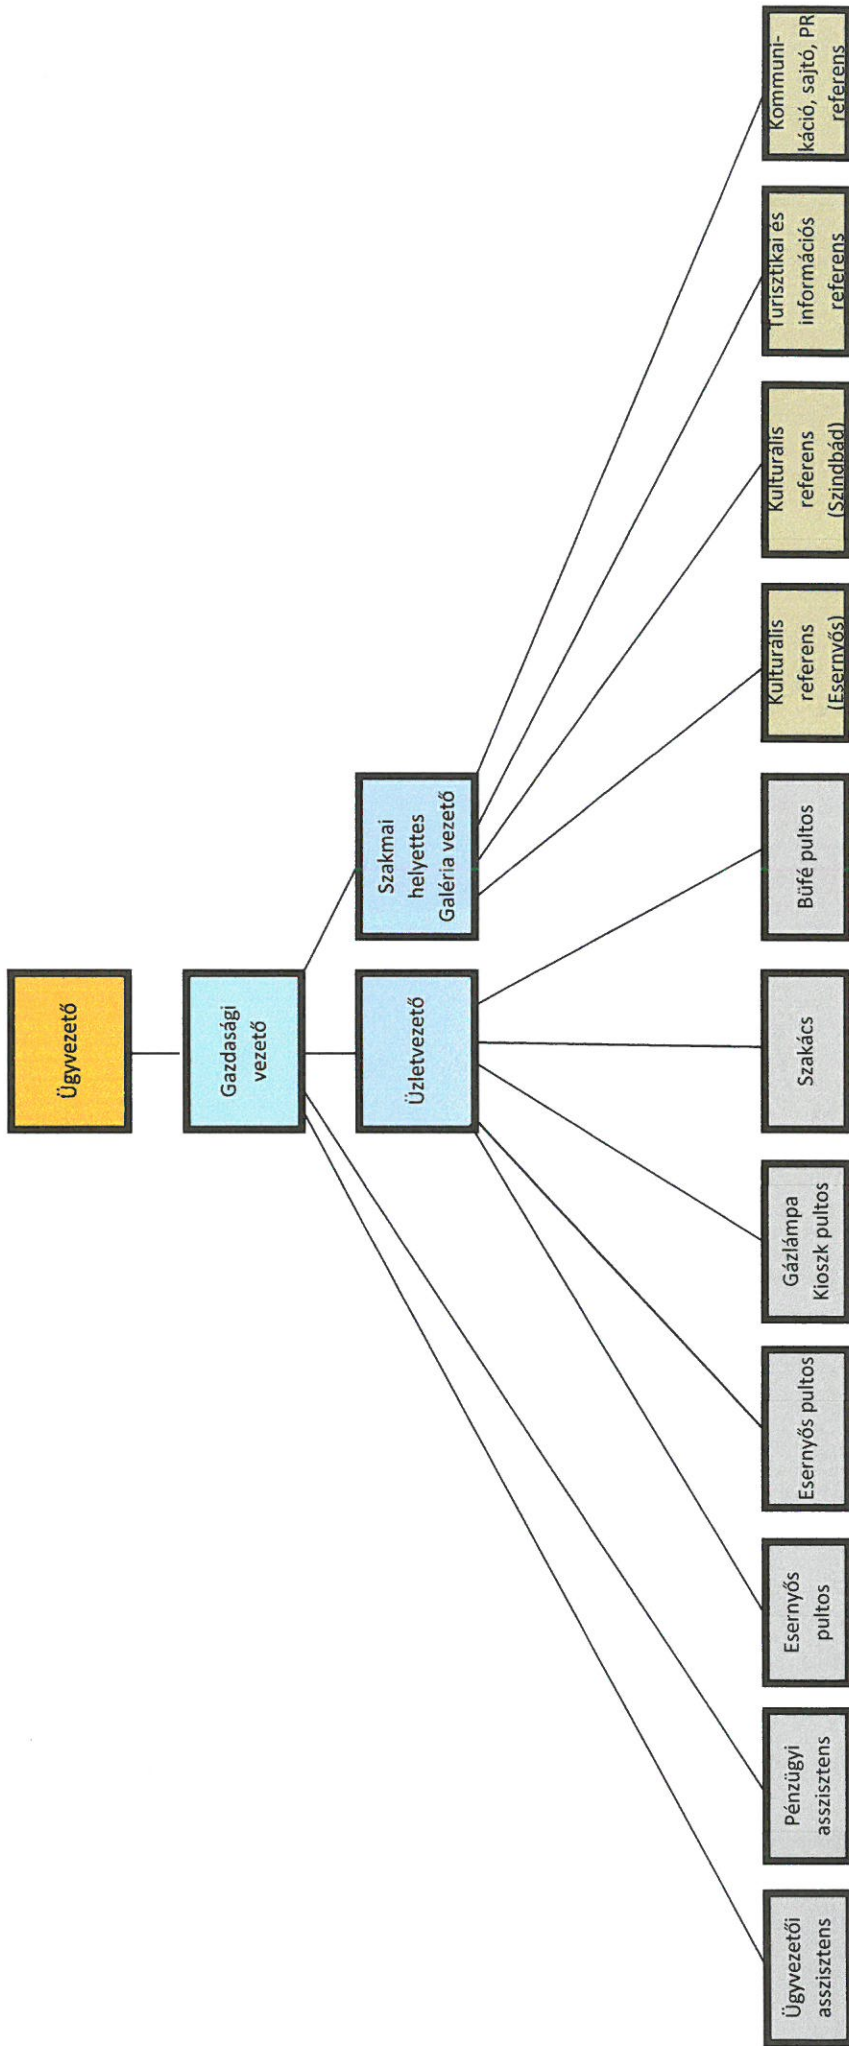 Ügyvezető
Gazdasági
vezető
Üzletvezető
Szakmai
helyettes
Galéria vezető
Ügyvezetői
asszisztens
Pénzügyi
asszisztens
Esernyős
pultos
Esernyős pultos
Gázlámpa
Kioszk pultos
Szakács
Büfé pultos
Kulturális
referens
(Esernyős)
Kulturális
referens
(Szindbád)
Turisztikai és
információs
referens
Kommuni-
káció, sajtó, PR
referens